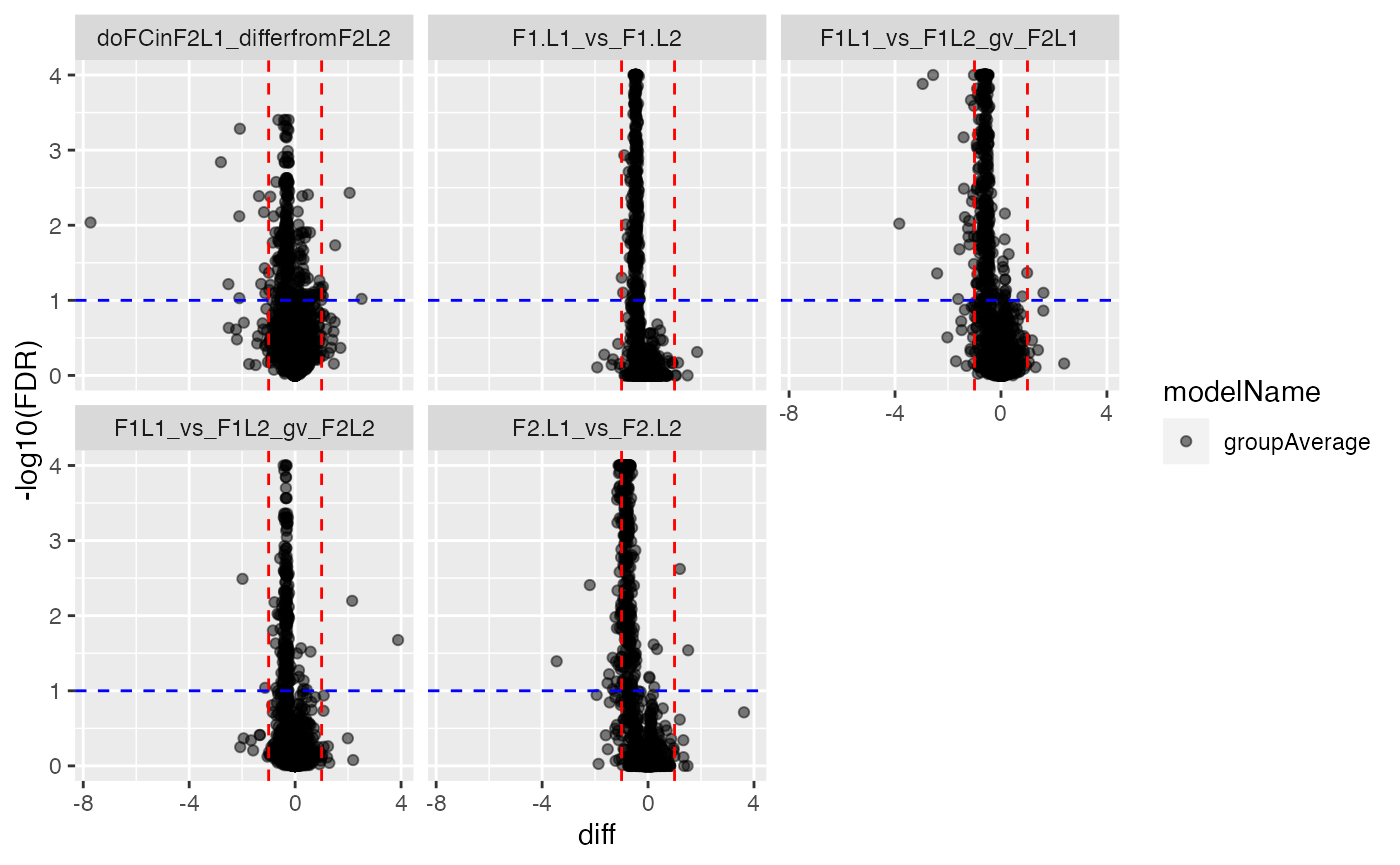 doFCinF2L1_differfromF2L2
F1.L1_vs_F1.L2
F1L1_vs_F1L2_gv_F2L1
4
3
2
1
0
-8
-4
0
4
-log10(FDR)
F1L1_vs_F1L2_gv_F2L2
F2.L1_vs_F2.L2
4
3
2
1
0
-8
-4
0
4
-8
-4
0
4
diff
modelName
groupAverage